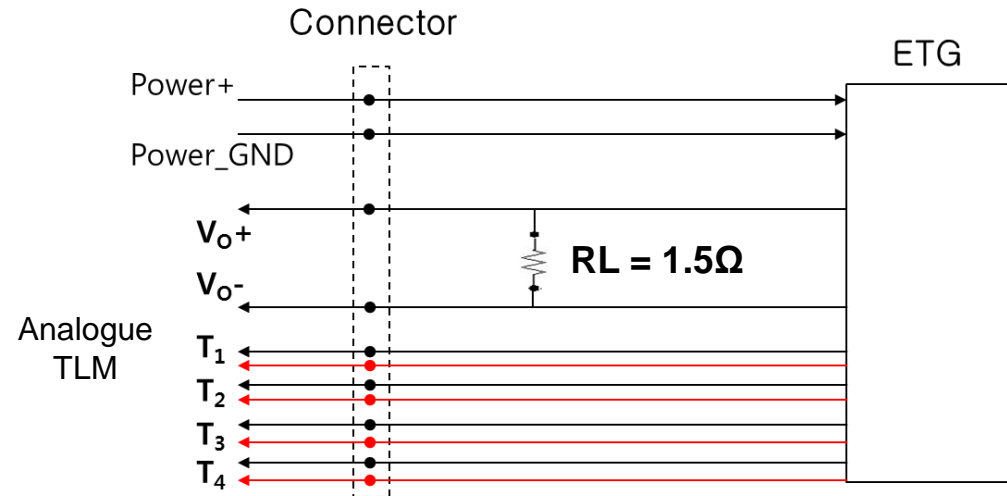 Connector
ETG
Power+
Power_GND
Vo+
RL = 1.5Ω
Vo-
Analogue
TLM
T1
T2
T3
T4